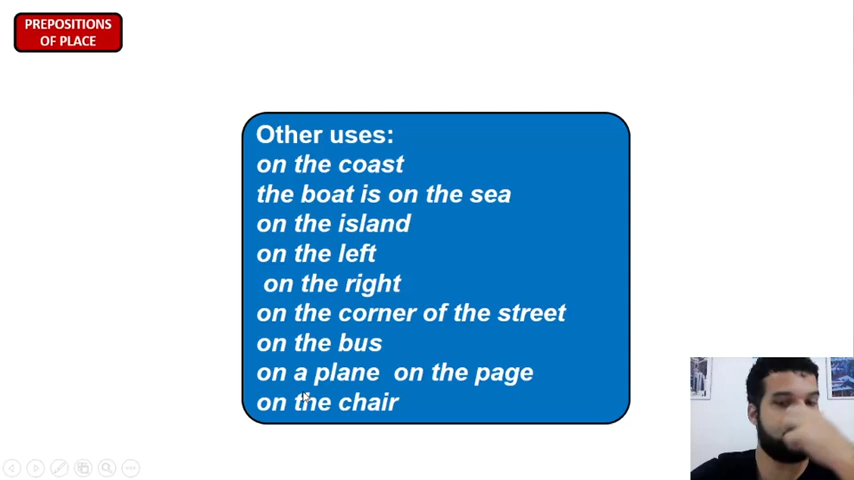 PREPOSITIONS
OF PLACE
Other uses:
on the coast
the boat is on the sea
on the island
on the left
on the right
on the corner of the street
on the bus
on a plane  on the page
on the chair